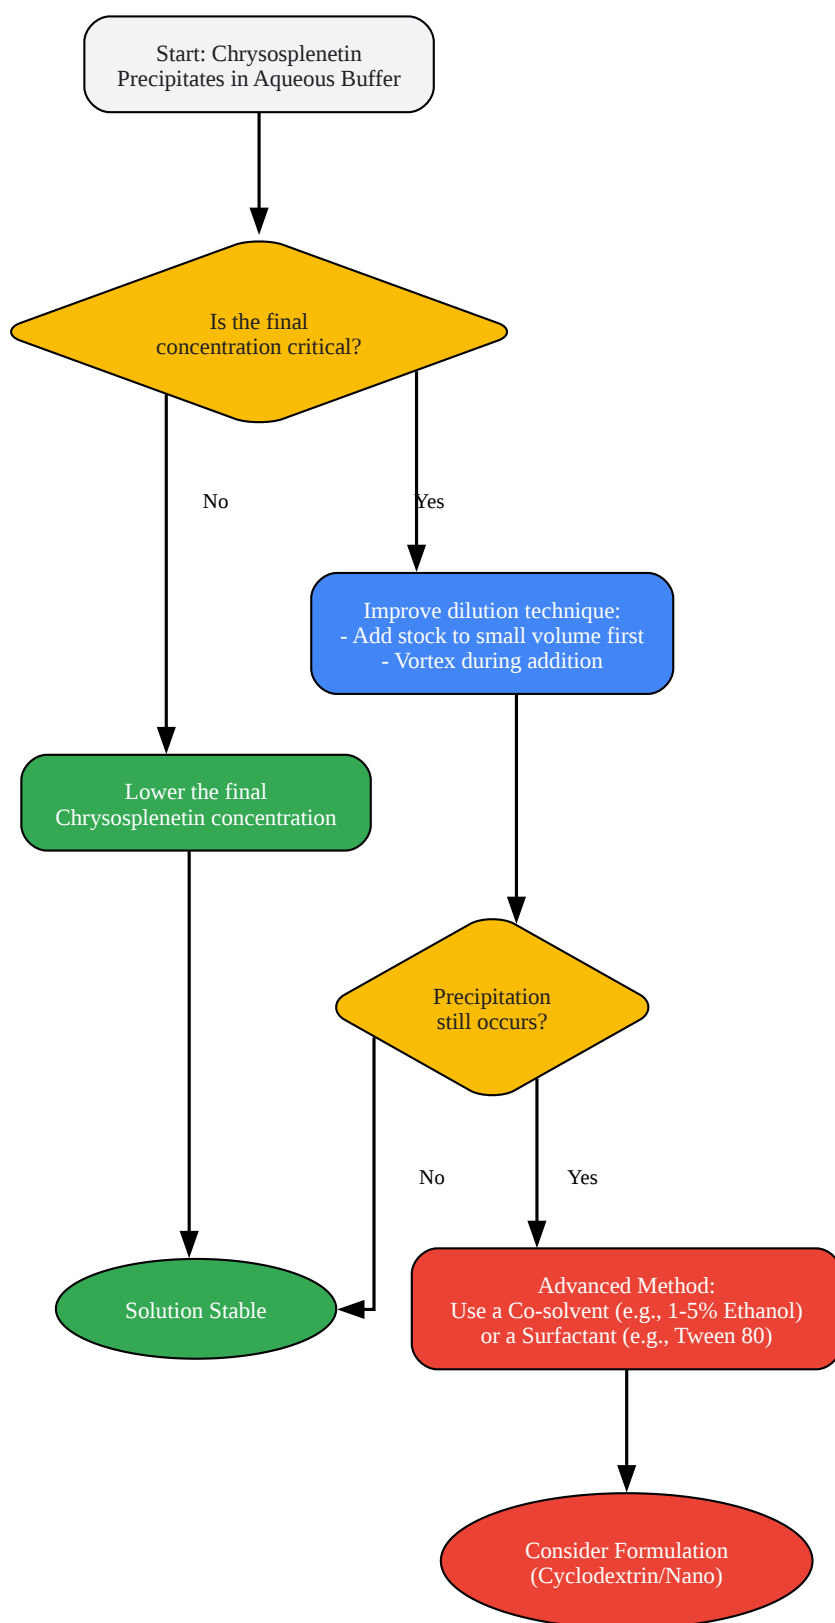 Start: Chrysosplenetin
Precipitates in Aqueous Buffer
Is the final
concentration critical?
No
Yes
Improve dilution technique:
- Add stock to small volume first
- Vortex during addition
Lower the final
Chrysosplenetin concentration
Precipitation
still occurs?
No
Yes
Solution Stable
Advanced Method:
Use a Co-solvent (e.g., 1-5% Ethanol)
or a Surfactant (e.g., Tween 80)
Consider Formulation
(Cyclodextrin/Nano)